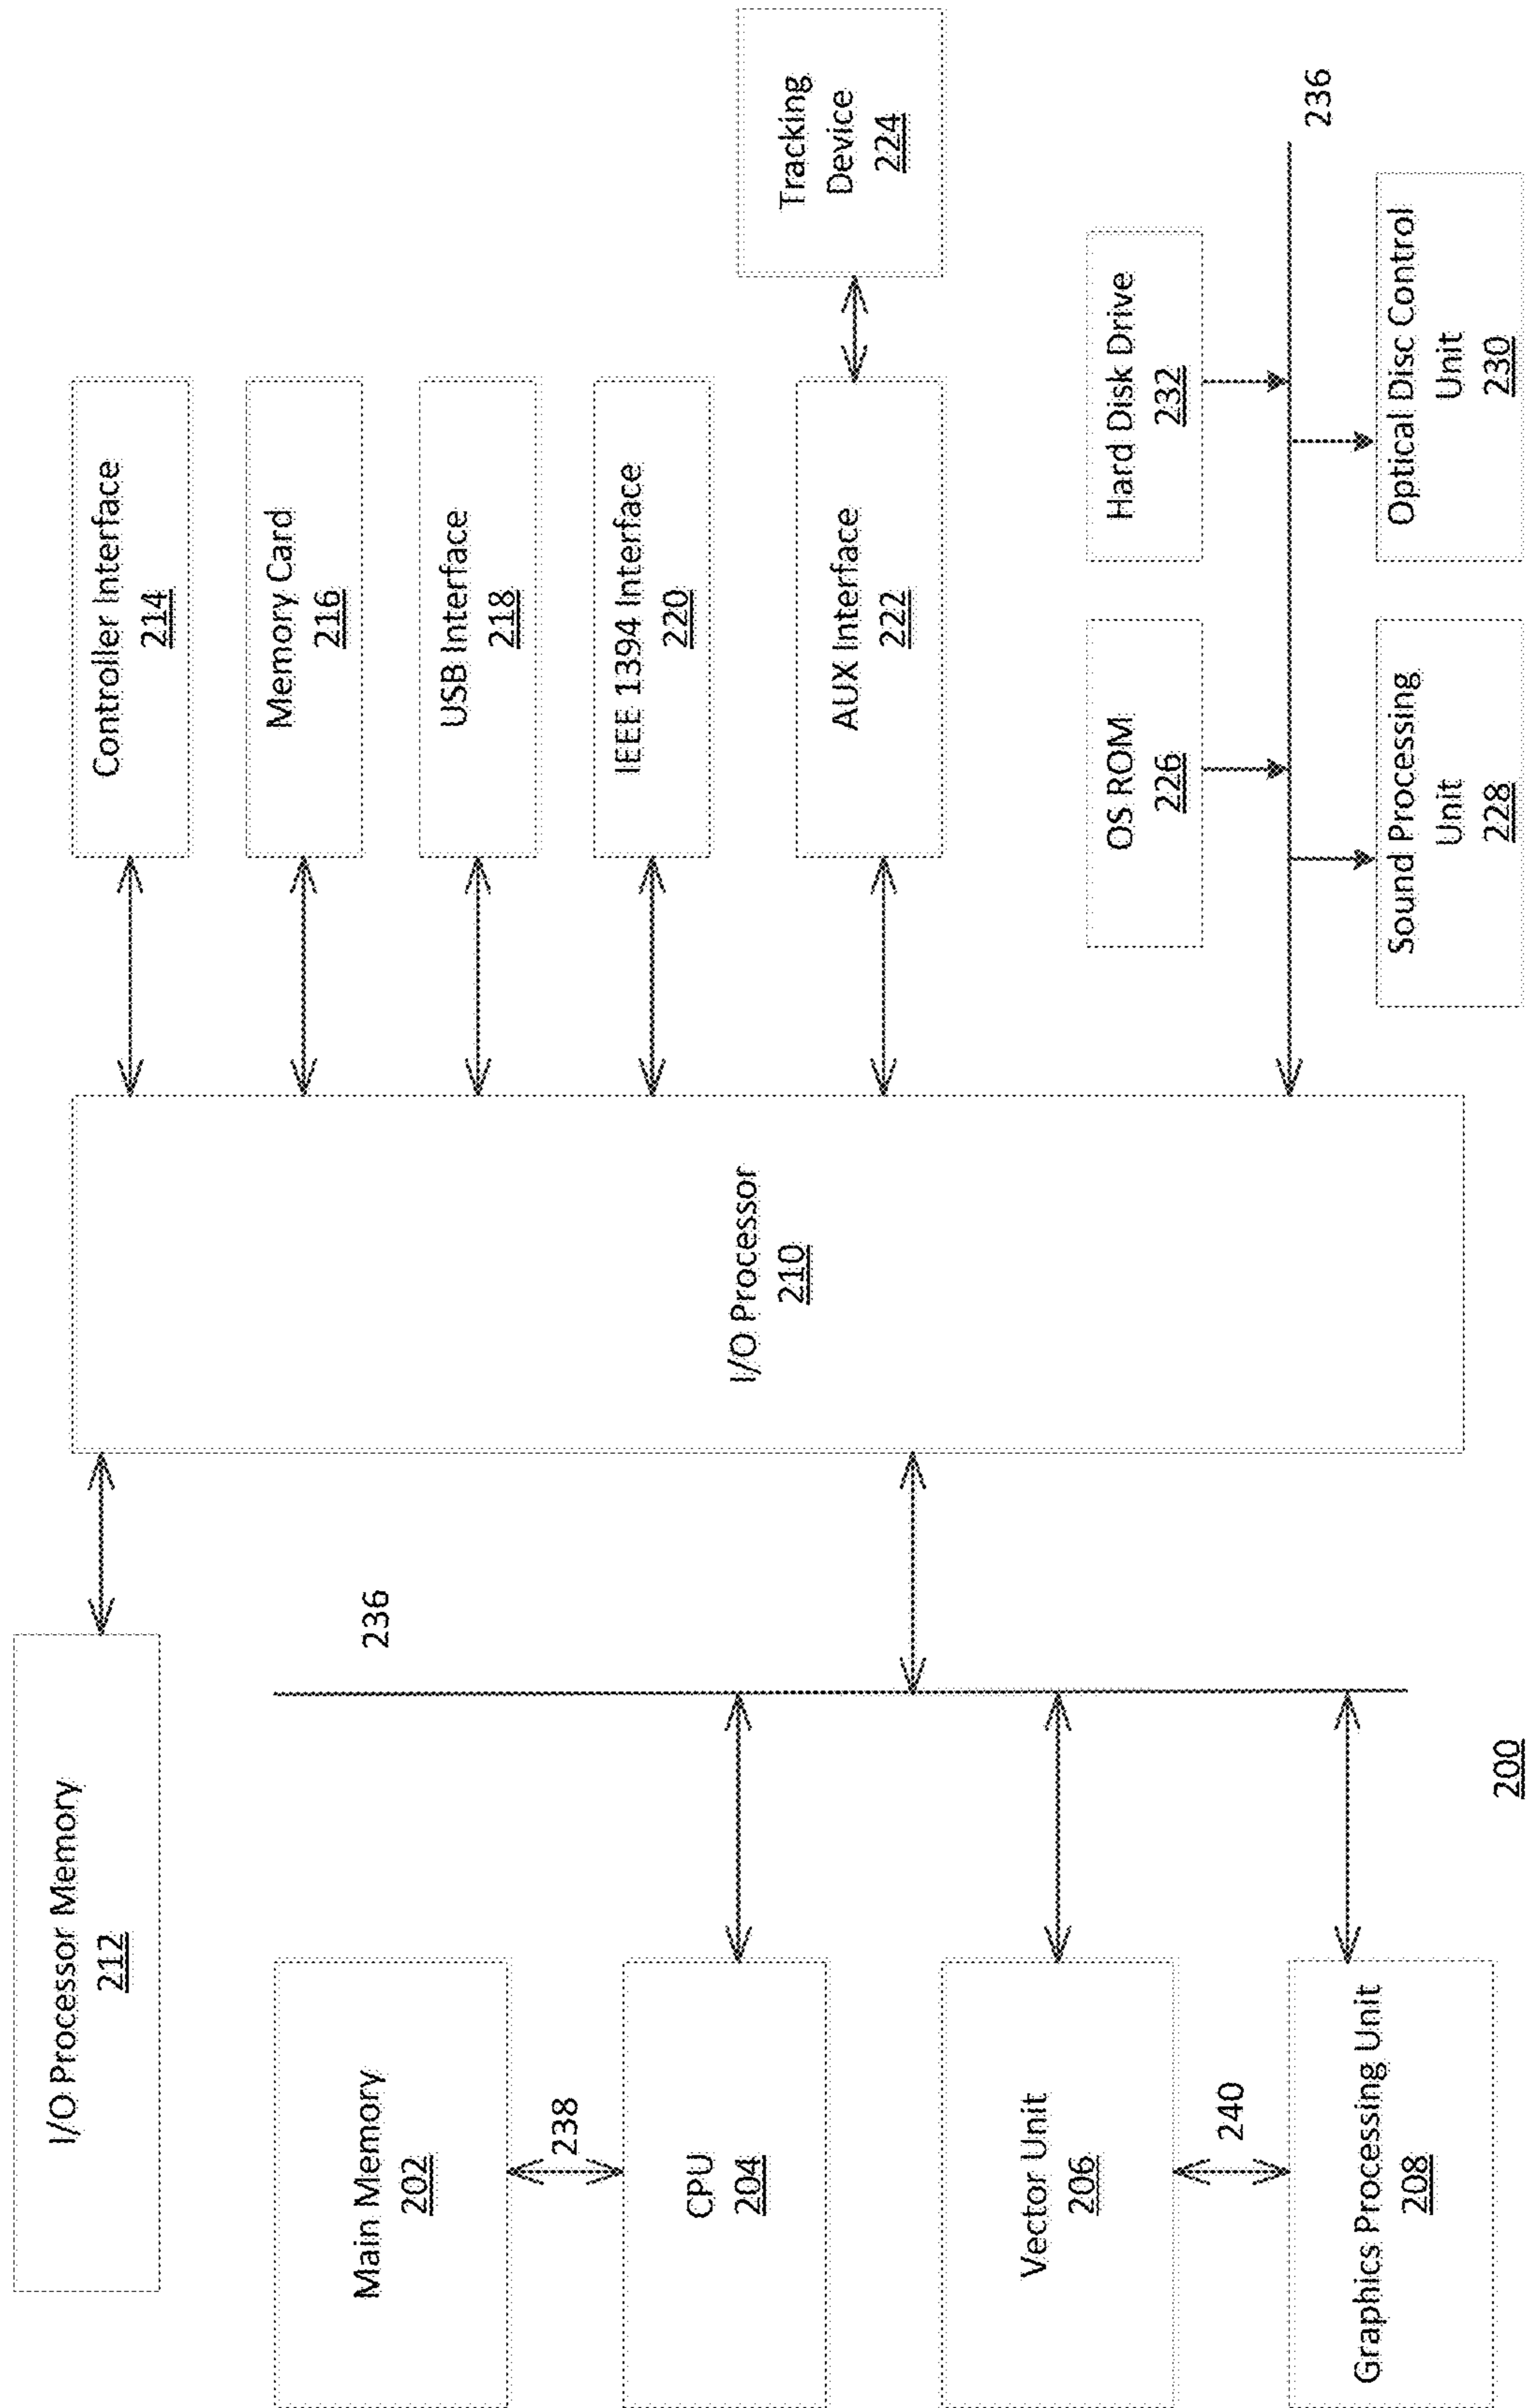 I/O Processor Memory
212
Main Memory
202
238
CPU
204
Vector Unit
206
240
Graphics Processing Unit
208
236
I/O Processor
210
Controller Interface
214
Memory Card
216
USB Interface
218
IEEE 1394 Interface
220
AUX Interface
222
Tracking
Device
224
OS ROM
226
Hard Disk Drive
232
236
Sound Processing
Unit
228
Optical Disc Control
Unit
230
200